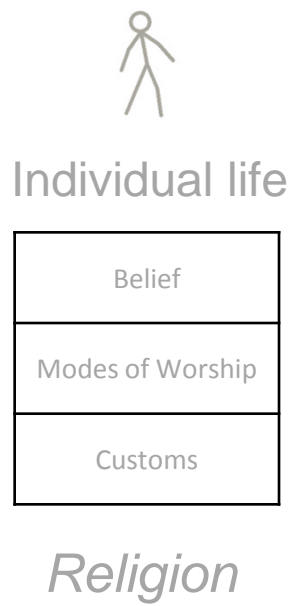 Individual life
Belief
Modes of Worship
Customs
Religion